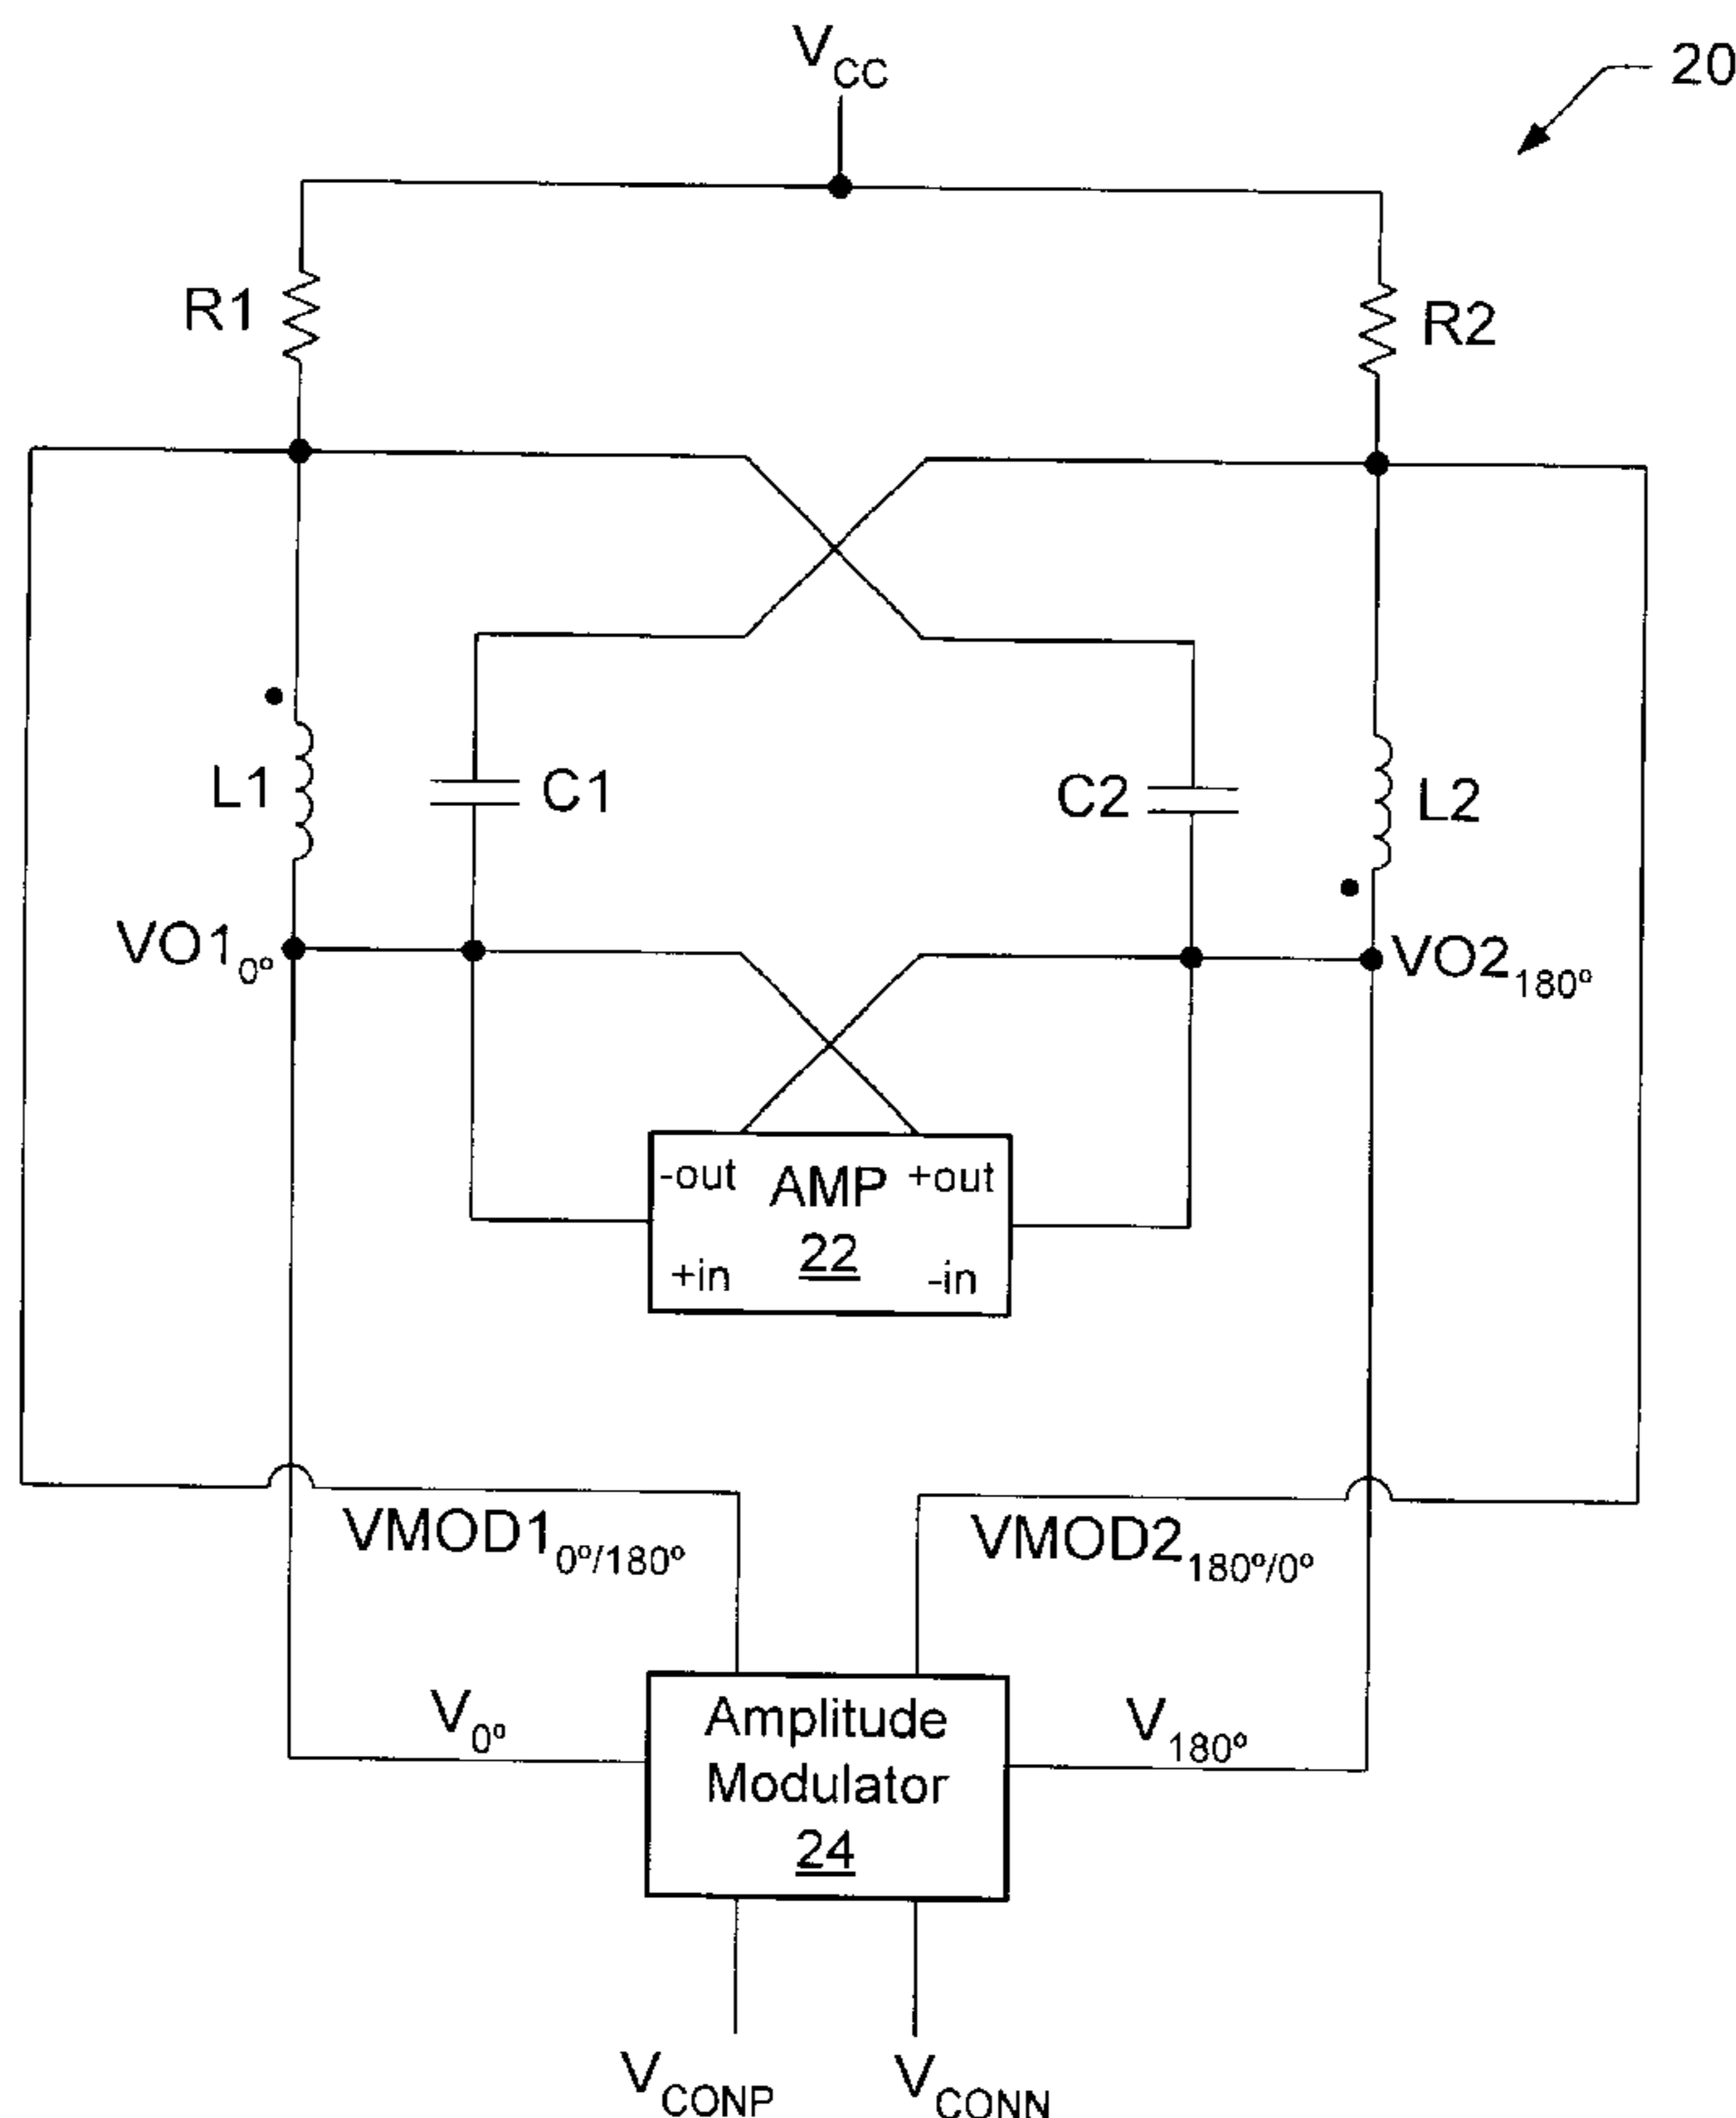 V_CC
20
R1
R2
L1
C1
C2
L2
VO1_0°
VO2_180°
-out AMP +out
22
+in -in
VMOD1_0°/180°
VMOD2_180°/0°
V_0°
Amplitude
Modulator
24
V_180°
V_CONP
V_CONN